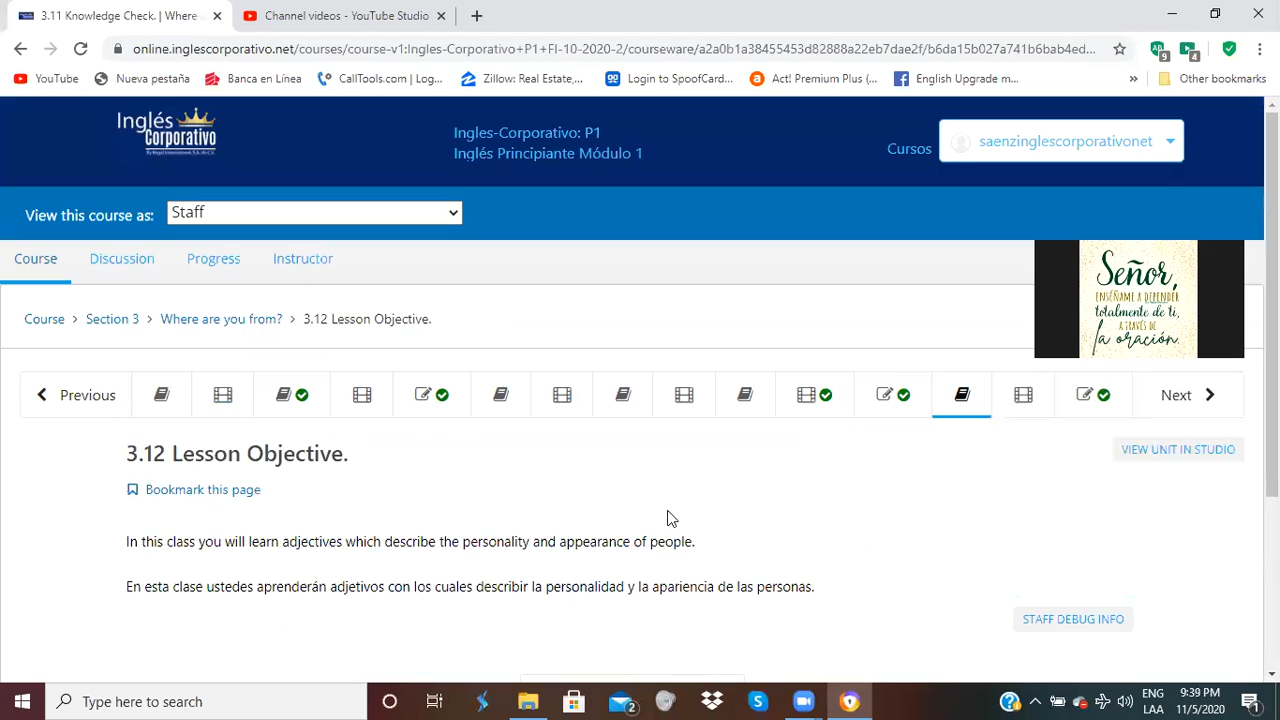 3.11 Knowledge Check. | Where
Channel videos - YouTube Studio
online.inglescorporativo.net/courses/course-v1:Ingles-Corporativo+P1+FI-10-2020-2/courseware/a2a0b1a38455453d82888a22eb7dae2f/b6da15b027a741b6bab4ed...
9
4
YouTube
Nueva pestaña
Banca en Línea
CallTools.com | Log...
Zillow: Real Estate,...
Login to SpoofCard...
Act! Premium Plus (...
English Upgrade m...
»
Other bookmarks
Inglés
Corporativo
Ingles-Corporativo: P1
Inglés Principiante Módulo 1
Cursos
saenzinglescorporativonet
View this course as:
Staff
Course
Discussion
Progress
Instructor
Señor,
ENSÉÑAME A DEPENDER
totalmente de ti,
A TRAVÉS DE
la oración.
Course > Section 3 > Where are you from? > 3.12 Lesson Objective.
Previous
Next
3.12 Lesson Objective.
VIEW UNIT IN STUDIO
Bookmark this page
In this class you will learn adjectives which describe the personality and appearance of people.
En esta clase ustedes aprenderán adjetivos con los cuales describir la personalidad y la apariencia de las personas.
STAFF DEBUG INFO
Type here to search
2
ENG
LAA
9:39 PM
11/5/2020
1